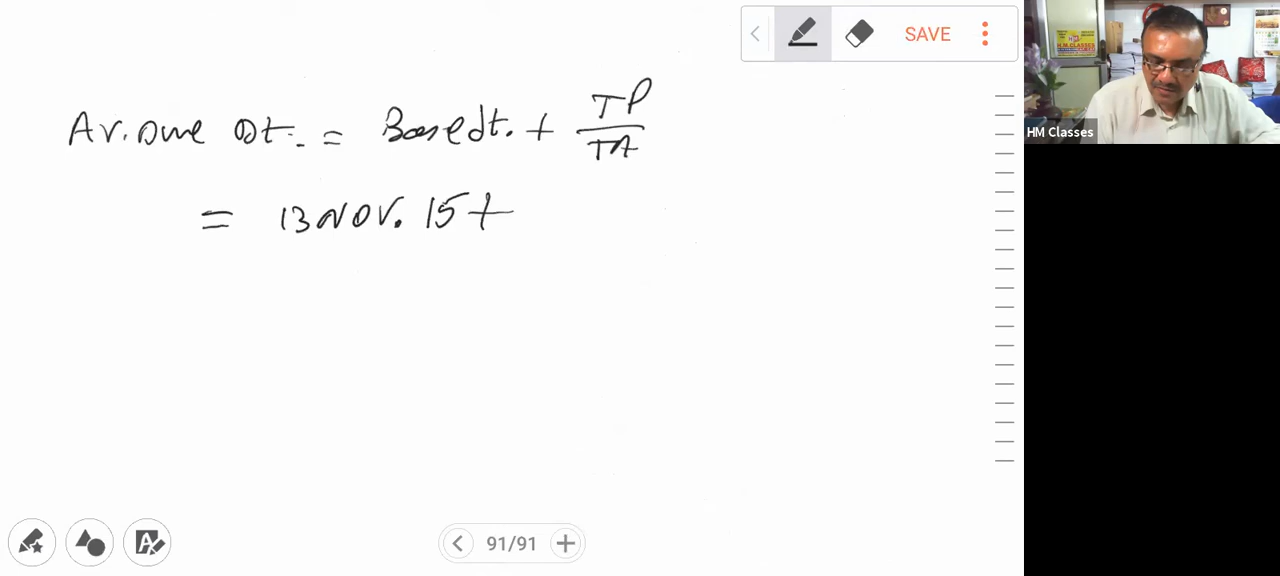 SAVE
Av. Due Dt. = Base dt. + TP/TA
= 13 NOV. 15 +
91/91
HM Classes